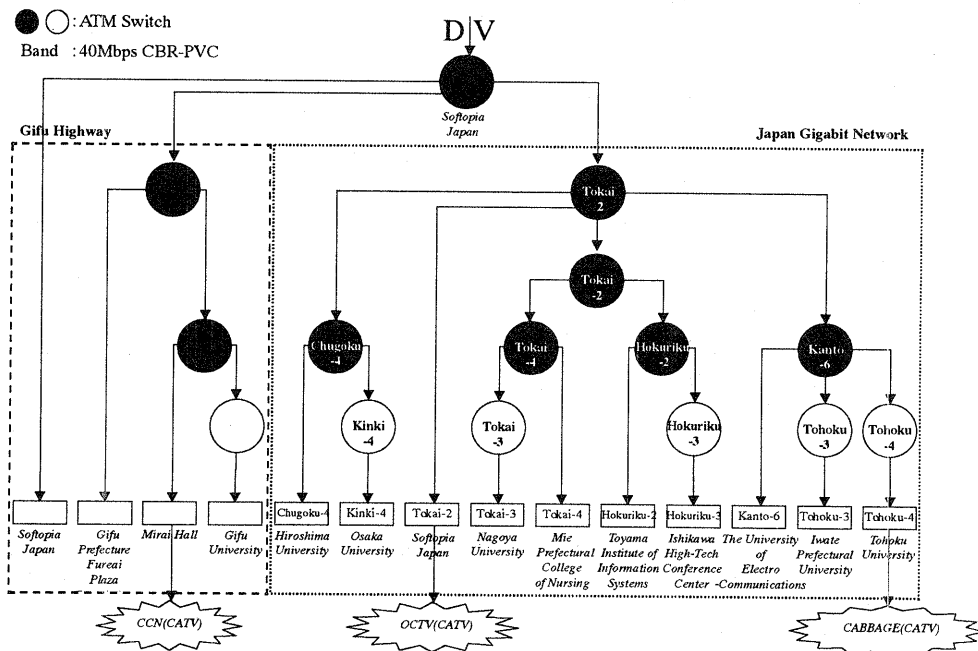 : ATM Switch
Band : 40Mbps CBR-PVC
D V
Softopia
Japan
Gifu Highway
Japan Gigabit Network
Tokai
2
Tokai
-2
Chugoku
-4
Tokai
-4
Hokuriku
-2
Kanto
-6
Kinki
-4
Tokai
-3
Hokuriku
-3
Tohoku
-3
Tohoku
-4
Chugoku-4
Kinki-4
Tokai-2
Tokai-3
Tokai-4
Hokuriku-2
Hokuriku-3
Kanto-6
Tohoku-3
Tohoku-4
Softopia
Japan
Gifu
Prefecture
Fureai
Plaza
Mirai Hall
Gifu
University
Hiroshima
University
Osaka
University
Softopia
Japan
Nagoya
University
Mie
Prefectural
College
of Nursing
Toyama
Institute of
Information
Systems
Ishikawa
High-Tech
Conference
Center
The University
of
Electro
-Communications
Iwate
Prefectural
University
Tohoku
University
CCN(CATV)
OCTV(CATV)
CABBAGE(CATV)